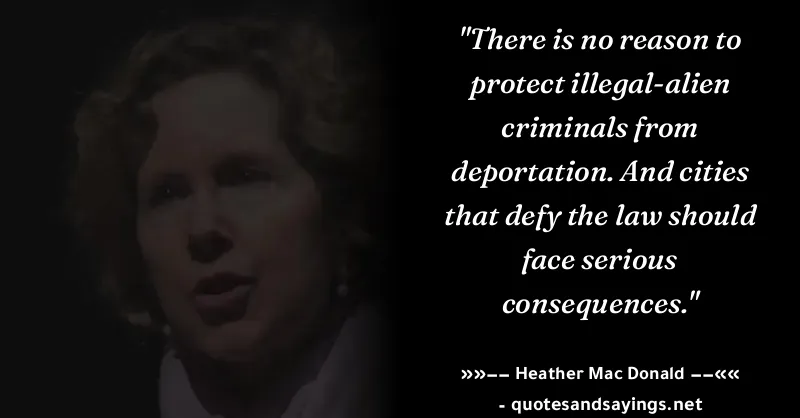 "There is no reason to
protect illegal-alien
criminals from
deportation. And cities
that defy the law should
face serious
consequences."
»»–– Heather Mac Donald ––««
- quotesandsayings.net